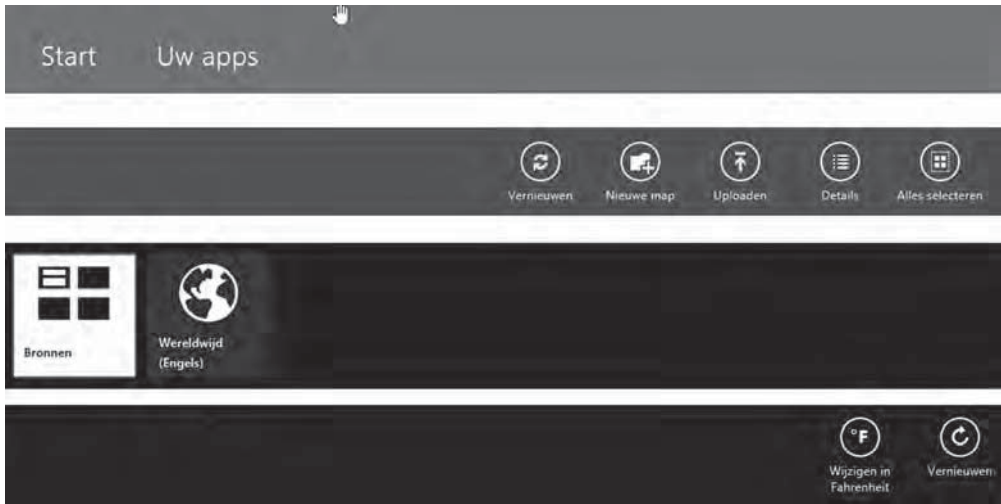 Start Uw apps
Vernieuwen Nieuwe map Uploaden Details Alles selecteren
Bronnen
Wereldwijd
(Engels)
°F
Wijzigen in
Fahrenheit
Vernieuwen